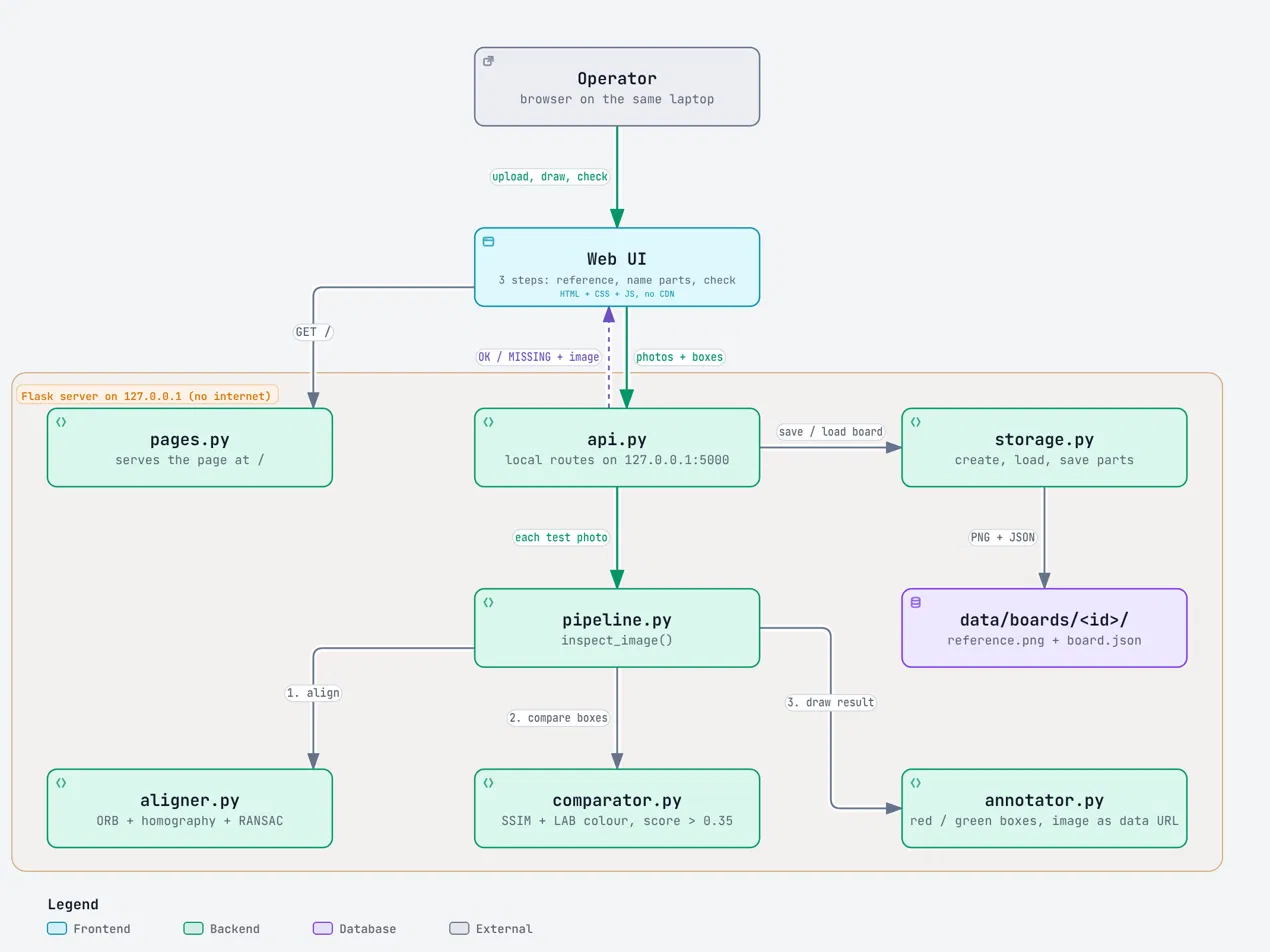 Operator
browser on the same laptop
upload, draw, check
Web UI
3 steps: reference, name parts, check
HTML + CSS + JS, no CDN
GET /
OK / MISSING + image
photos + boxes
Flask server on 127.0.0.1 (no internet)
pages.py
serves the page at /
api.py
local routes on 127.0.0.1:5000
save / load board
storage.py
create, load, save parts
each test photo
PNG + JSON
pipeline.py
inspect_image()
data/boards/<id>/
reference.png + board.json
1. align
2. compare boxes
3. draw result
aligner.py
ORB + homography + RANSAC
comparator.py
SSIM + LAB colour, score > 0.35
annotator.py
red / green boxes, image as data URL
Legend
Frontend
Backend
Database
External